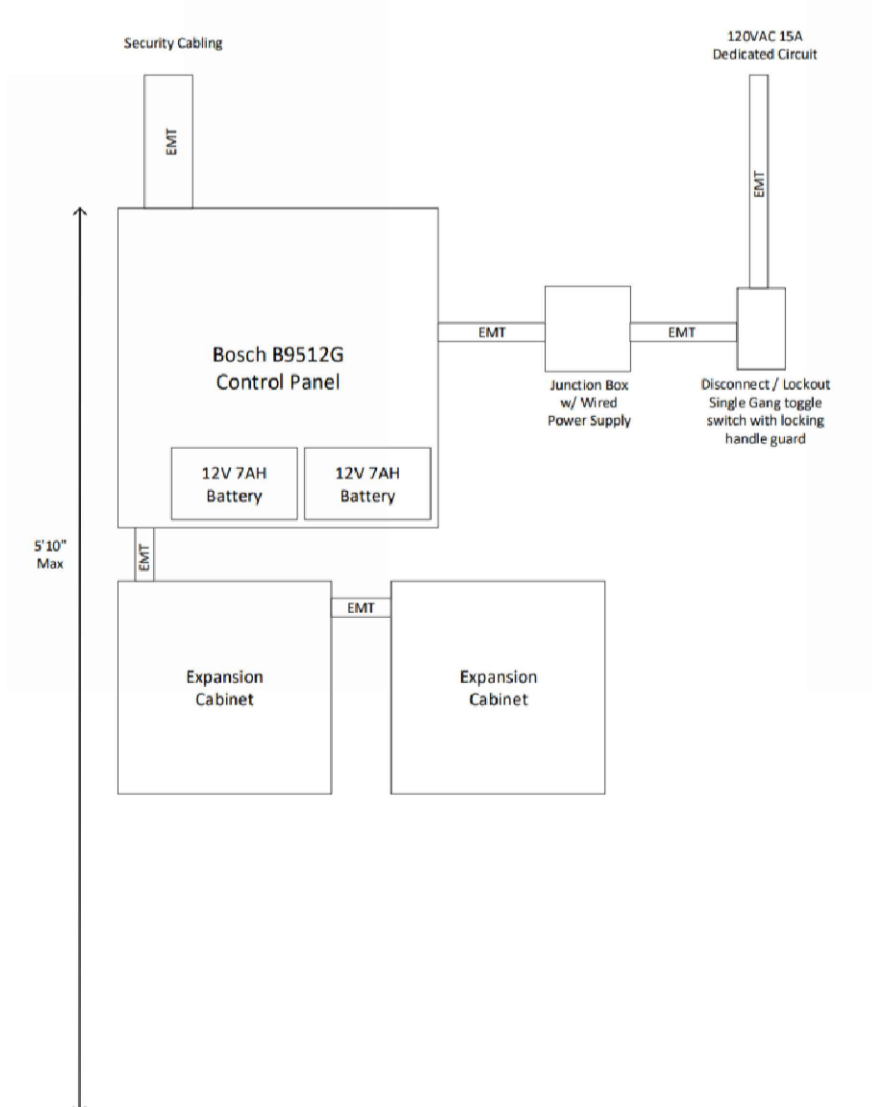 Security Cabling
120VAC 15A
Dedicated Circuit
EMT
EMT
Bosch B9512G
Control Panel
EMT
EMT
Junction Box
w/ Wired
Power Supply
Disconnect / Lockout
Single Gang toggle
switch with locking
handle guard
12V 7AH
Battery
12V 7AH
Battery
5'10"
Max
EMT
EMT
Expansion
Cabinet
Expansion
Cabinet